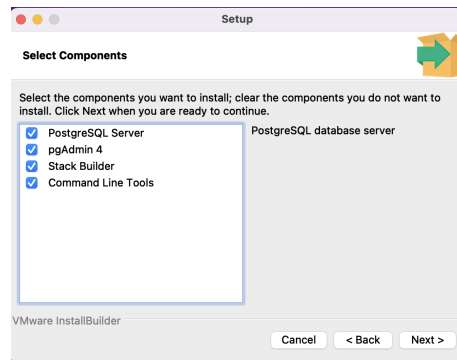 Setup
Select Components
Select the components you want to install; clear the components you do not want to
install. Click Next when you are ready to continue.
PostgreSQL Server
pgAdmin 4
Stack Builder
Command Line Tools
PostgreSQL database server
VMware InstallBuilder
Cancel
< Back
Next >